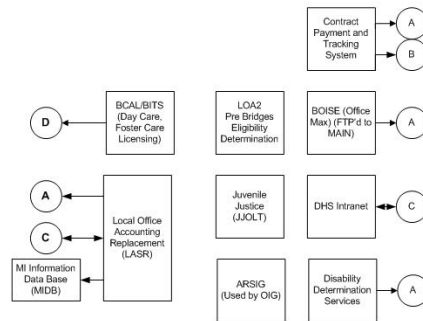 Contract
Payment and
Tracking
System
A
B
D
BCAL/BITS
(Day Care,
Foster Care
Licensing)
LOA2
Pre Bridges
Eligibility
Determination
BOISE (Office
Max) (FTP'd to
MAIN)
A
A
C
Local Office
Accounting
Replacement
(LASR)
MI Information
Data Base
(MIDB)
Juvenile
Justice
(JJOLT)
DHS Intranet
C
ARSIG
(Used by OIG)
Disability
Determination
Services
A